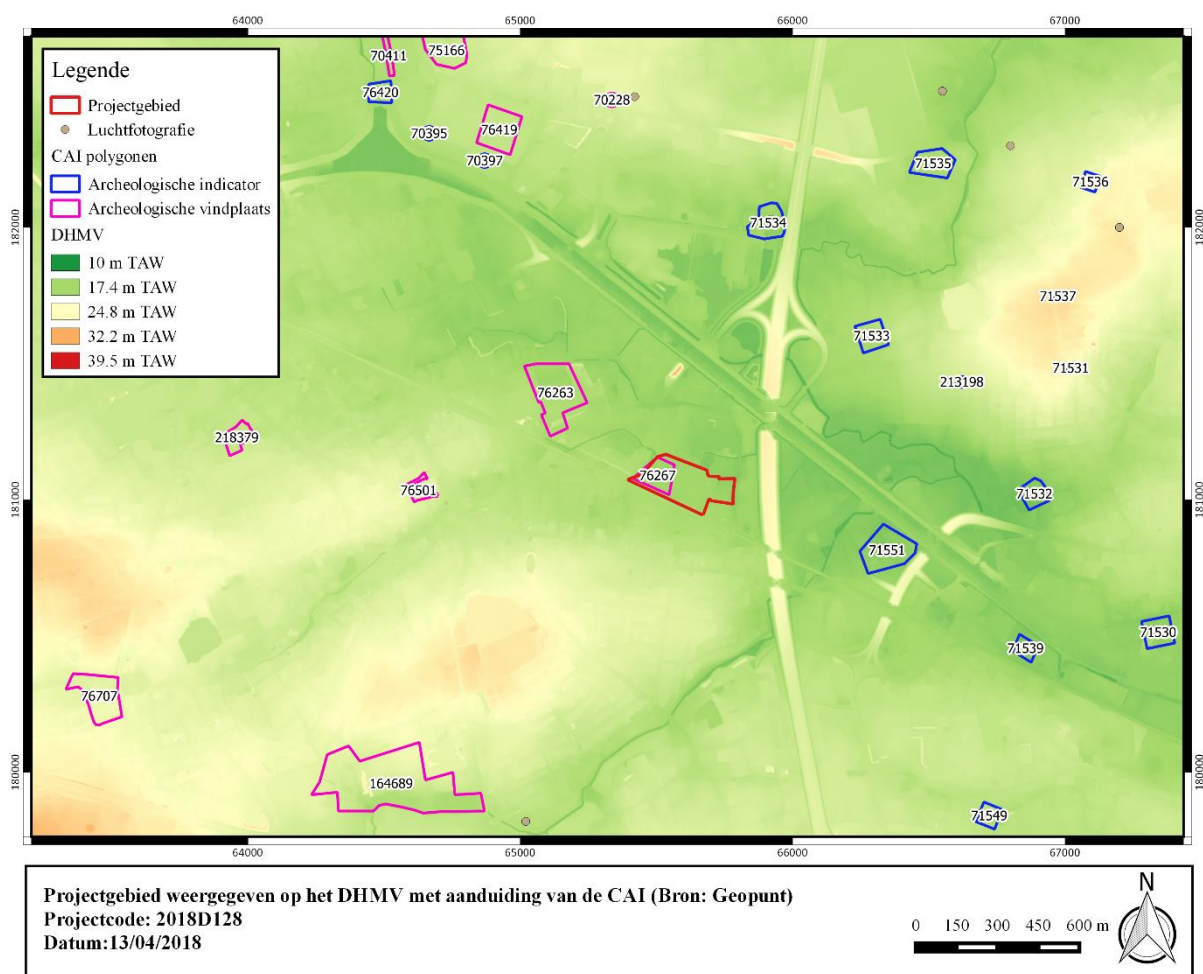 64000 65000 66000 67000
Legende
Projectgebied
Luchtfotografie
CAI polygonen
Archeologische indicator
Archeologische vindplaats
DHMV
10 m TAW
17.4 m TAW
24.8 m TAW
32.2 m TAW
39.5 m TAW
70411
75166
76420
70228
70395
76419
70397
71535
71536
182000
182000
71534
71537
71533
71531
213198
76263
218379
76267
76501
181000
181000
71532
71551
71530
71539
76707
180000
180000
164689
71549
64000 65000 66000 67000
Projectgebied weergegeven op het DHMV met aanduiding van de CAI (Bron: Geopunt)
Projectcode: 2018D128
Datum:13/04/2018
N
0 150 300 450 600 m